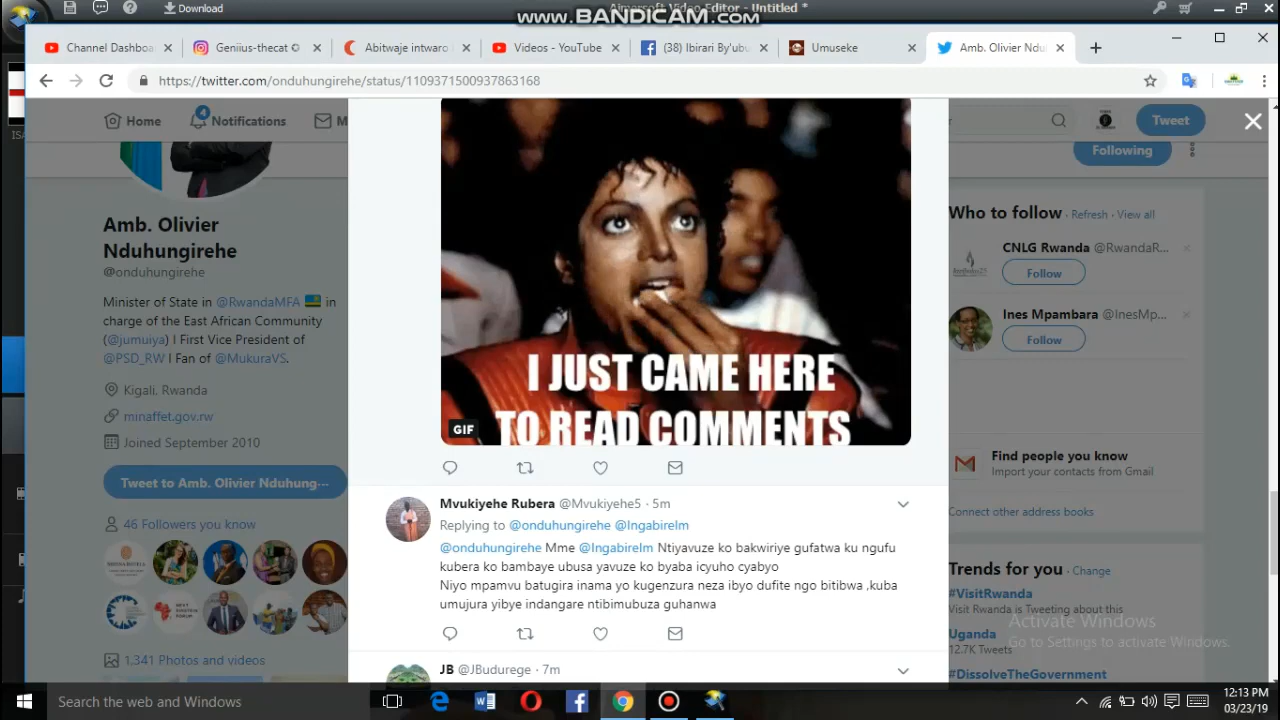 Aimersoft Video Editor - Untitled *
Download
www.BANDICAM.com
Channel Dashboa
Geniius-thecat
Abitwaje intwaro
Videos - YouTube
(38) Ibirari By'ubu
Umuseke
Amb. Olivier Ndu
https://twitter.com/onduhungirehe/status/1109371500937863168
Home
4
Notifications
M
Tweet
Following
Amb. Olivier
Nduhungirehe
@onduhungirehe
Minister of State in @RwandaMFA in
charge of the East African Community
(@jumuiya) I First Vice President of
@PSD_RW I Fan of @MukuraVS.
Kigali, Rwanda
minaffet.gov.rw
Joined September 2010
Tweet to Amb. Olivier Nduhung---
46 Followers you know
1,341 Photos and videos
I JUST CAME HERE
TO READ COMMENTS
GIF
Mvukiyehe Rubera @Mvukiyehe5 · 5m
Replying to @onduhungirehe @IngabireIm
@onduhungirehe Mme @IngabireIm Ntiyavuze ko bakwiriye gufatwa ku ngufu
kubera ko bambaye ubusa yavuze ko byaba icyuho cyabyo
Niyo mpamvu batugira inama yo kugenzura neza ibyo dufite ngo bitibwa ,kuba
umujura yibye indangare ntibimubuza guhanwa
JB @JBudurege · 7m
Who to follow · Refresh · View all
CNLG Rwanda @RwandaR...
Follow
Ines Mpambara @InesMp...
Follow
Find people you know
Import your contacts from Gmail
Connect other address books
Trends for you · Change
#VisitRwanda
Visit Rwanda is Tweeting about this
Uganda
12.7K Tweets
#DissolveTheGovernment
Activate Windows
Go to Settings to activate Windows.
Search the web and Windows
12:13 PM
03/23/19